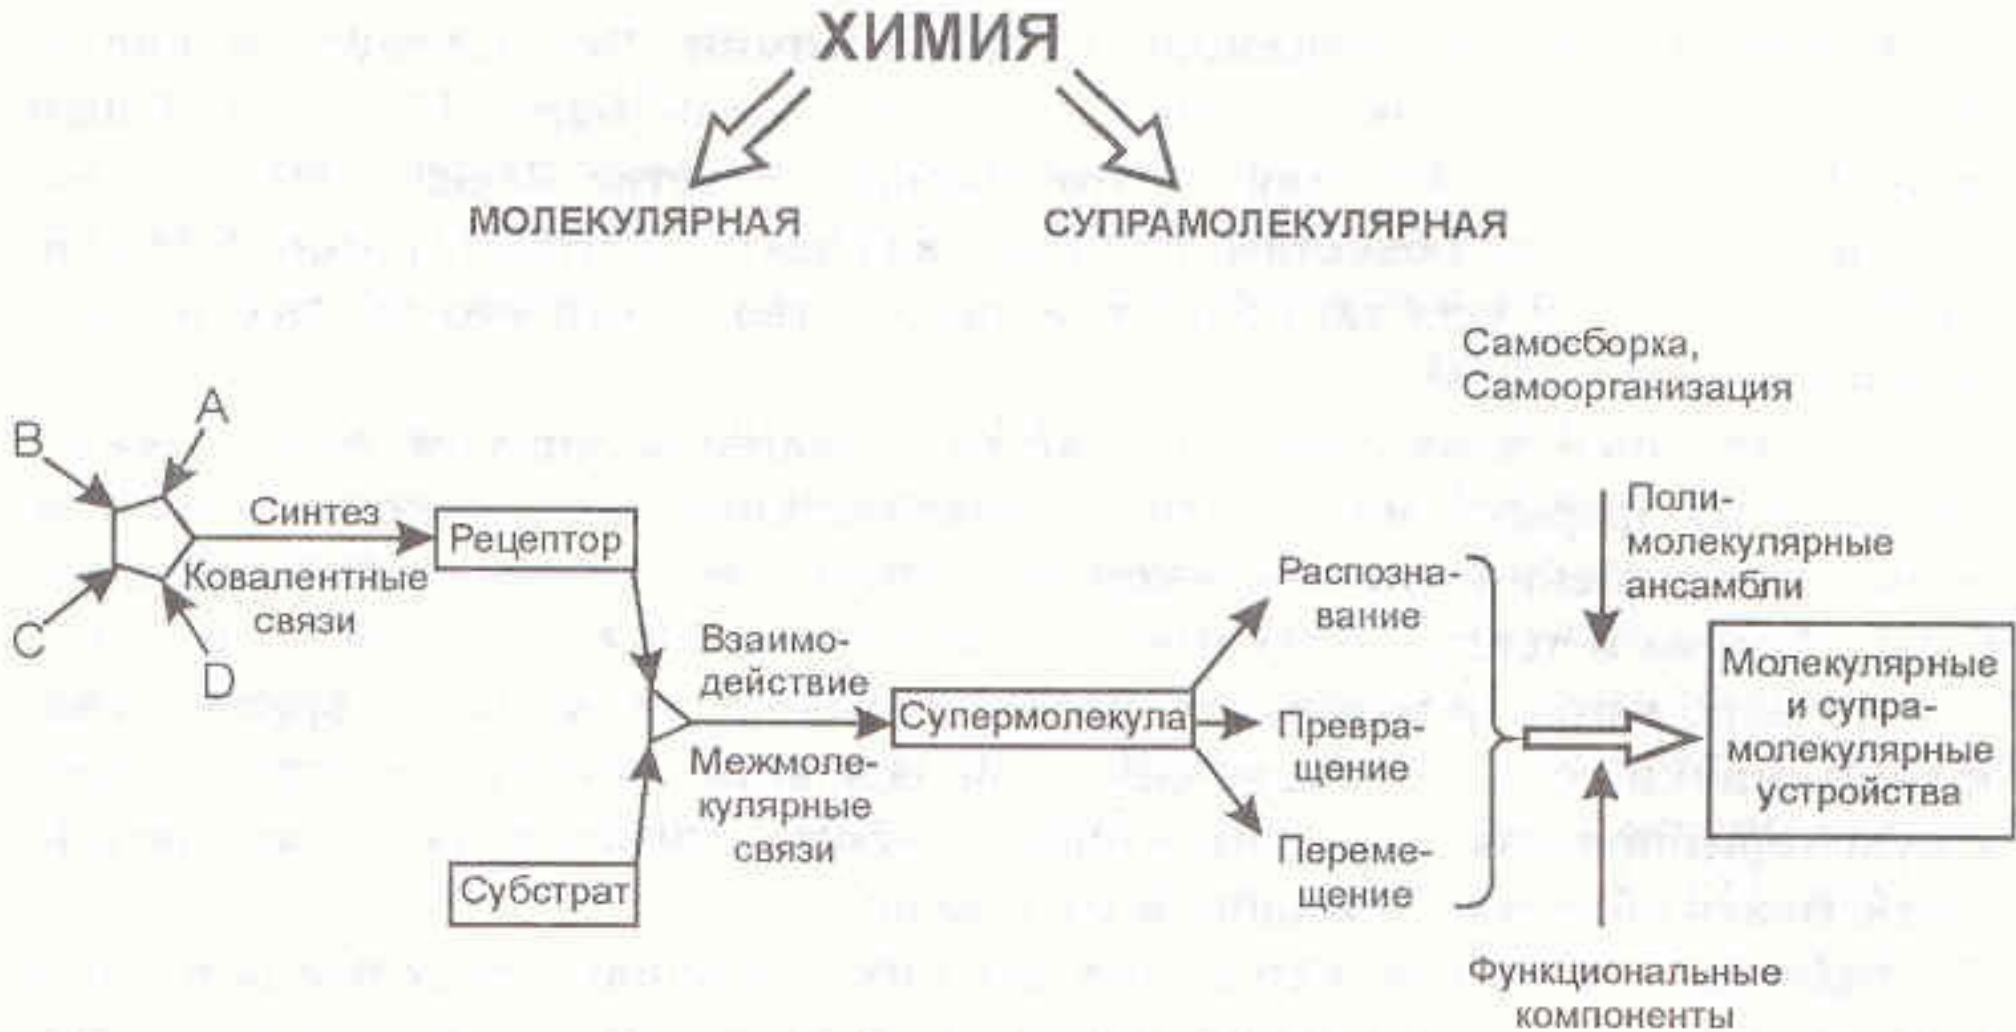 ХИМИЯ
МОЛЕКУЛЯРНАЯ
СУПРАМОЛЕКУЛЯРНАЯ
Самосборка,
Самоорганизация
A
B
C
D
Синтез
Ковалентные
связи
Рецептор
Субстрат
Взаимо-
действие
Межмоле-
кулярные
связи
Супермолекула
Распозна-
вание
Превра-
щение
Переме-
щение
Поли-
молекулярные
ансамбли
Молекулярные
и супра-
молекулярные
устройства
Функциональные
компоненты